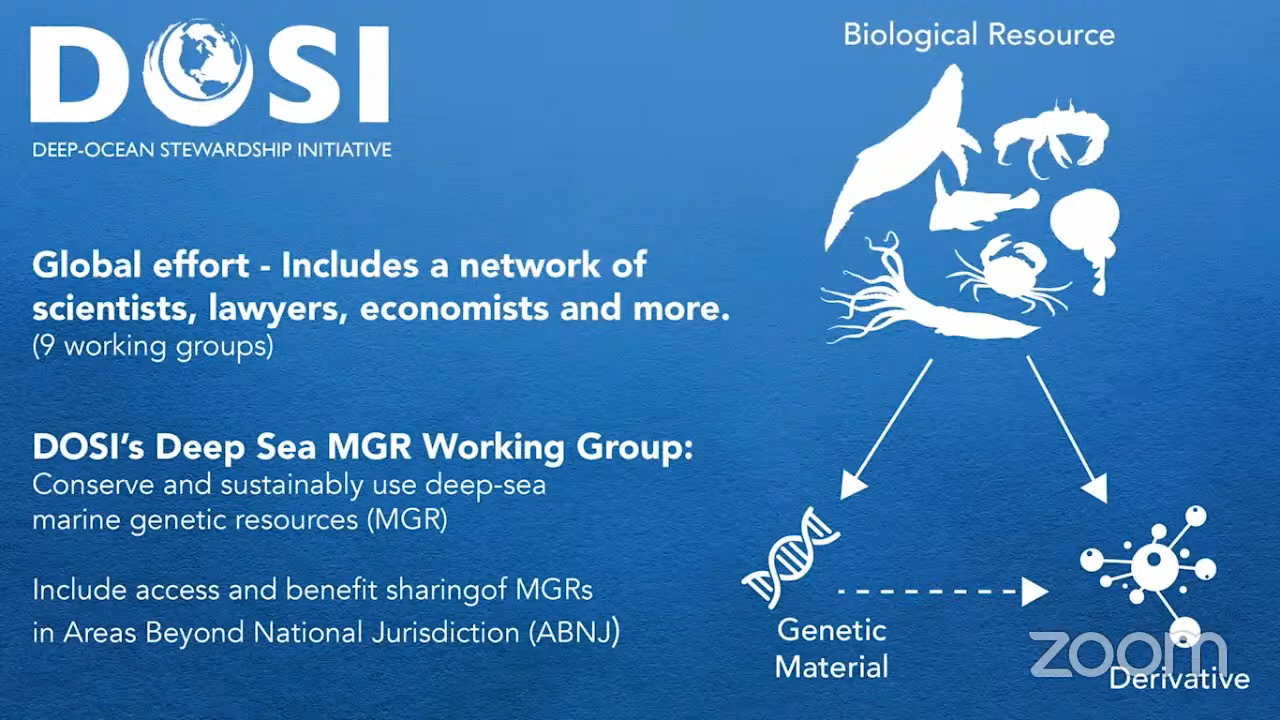 DOSI
DEEP-OCEAN STEWARDSHIP INITIATIVE
Global effort - Includes a network of
scientists, lawyers, economists and more.
(9 working groups)
DOSI's Deep Sea MGR Working Group:
Conserve and sustainably use deep-sea
marine genetic resources (MGR)
Include access and benefit sharingof MGRs
in Areas Beyond National Jurisdiction (ABNJ)
Biological Resource
Genetic
Material
Derivative
zoom